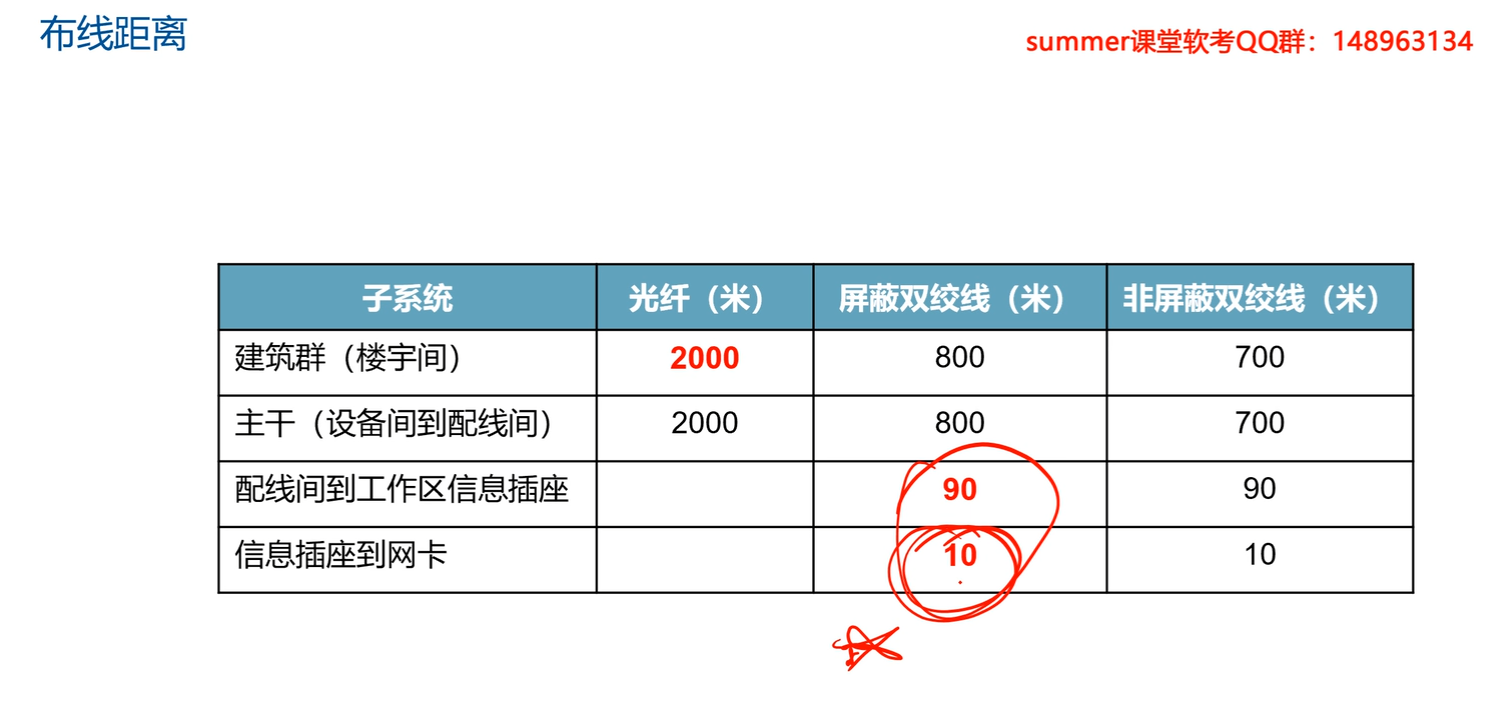 布线距离
summer课堂软考QQ群：148963134
子系统 光纤（米） 屏蔽双绞线（米） 非屏蔽双绞线（米）
建筑群（楼宇间） 2000 800 700
主干（设备间到配线间） 2000 800 700
配线间到工作区信息插座 90 90
信息插座到网卡 10 10